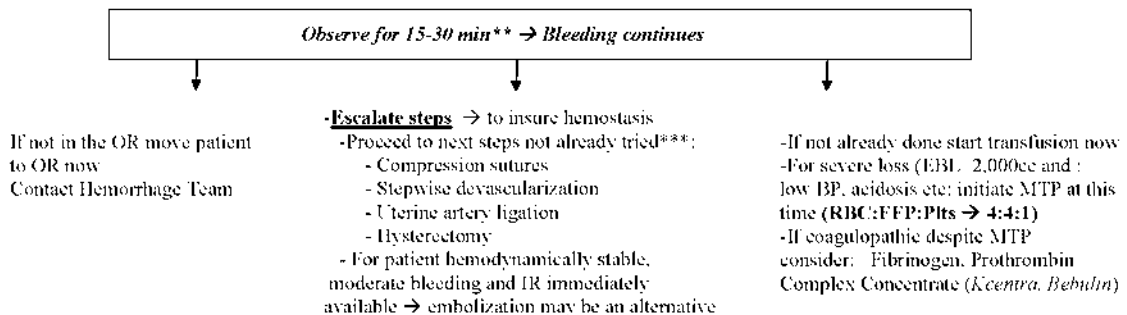 Observe for 15-30 min** → Bleeding continues
If not in the OR move patient
to OR now
Contact Hemorrhage Team
-Escalate steps → to insure hemostasis
-Proceed to next steps not already tried***:
- Compression sutures
- Stepwise devascularization
- Uterine artery ligation
- Hysterectomy
- For patient hemodynamically stable,
moderate bleeding and IR immediately
available → embolization may be an alternative
-If not already done start transfusion now
-For severe loss (EBL 2,000cc and :
low BP, acidosis etc: initiate MTP at this
time (RBC:FFP:Plts → 4:4:1)
-If coagulopathic despite MTP
consider: Fibrinogen, Prothrombin
Complex Concentrate (Kcentra, Bebulin)